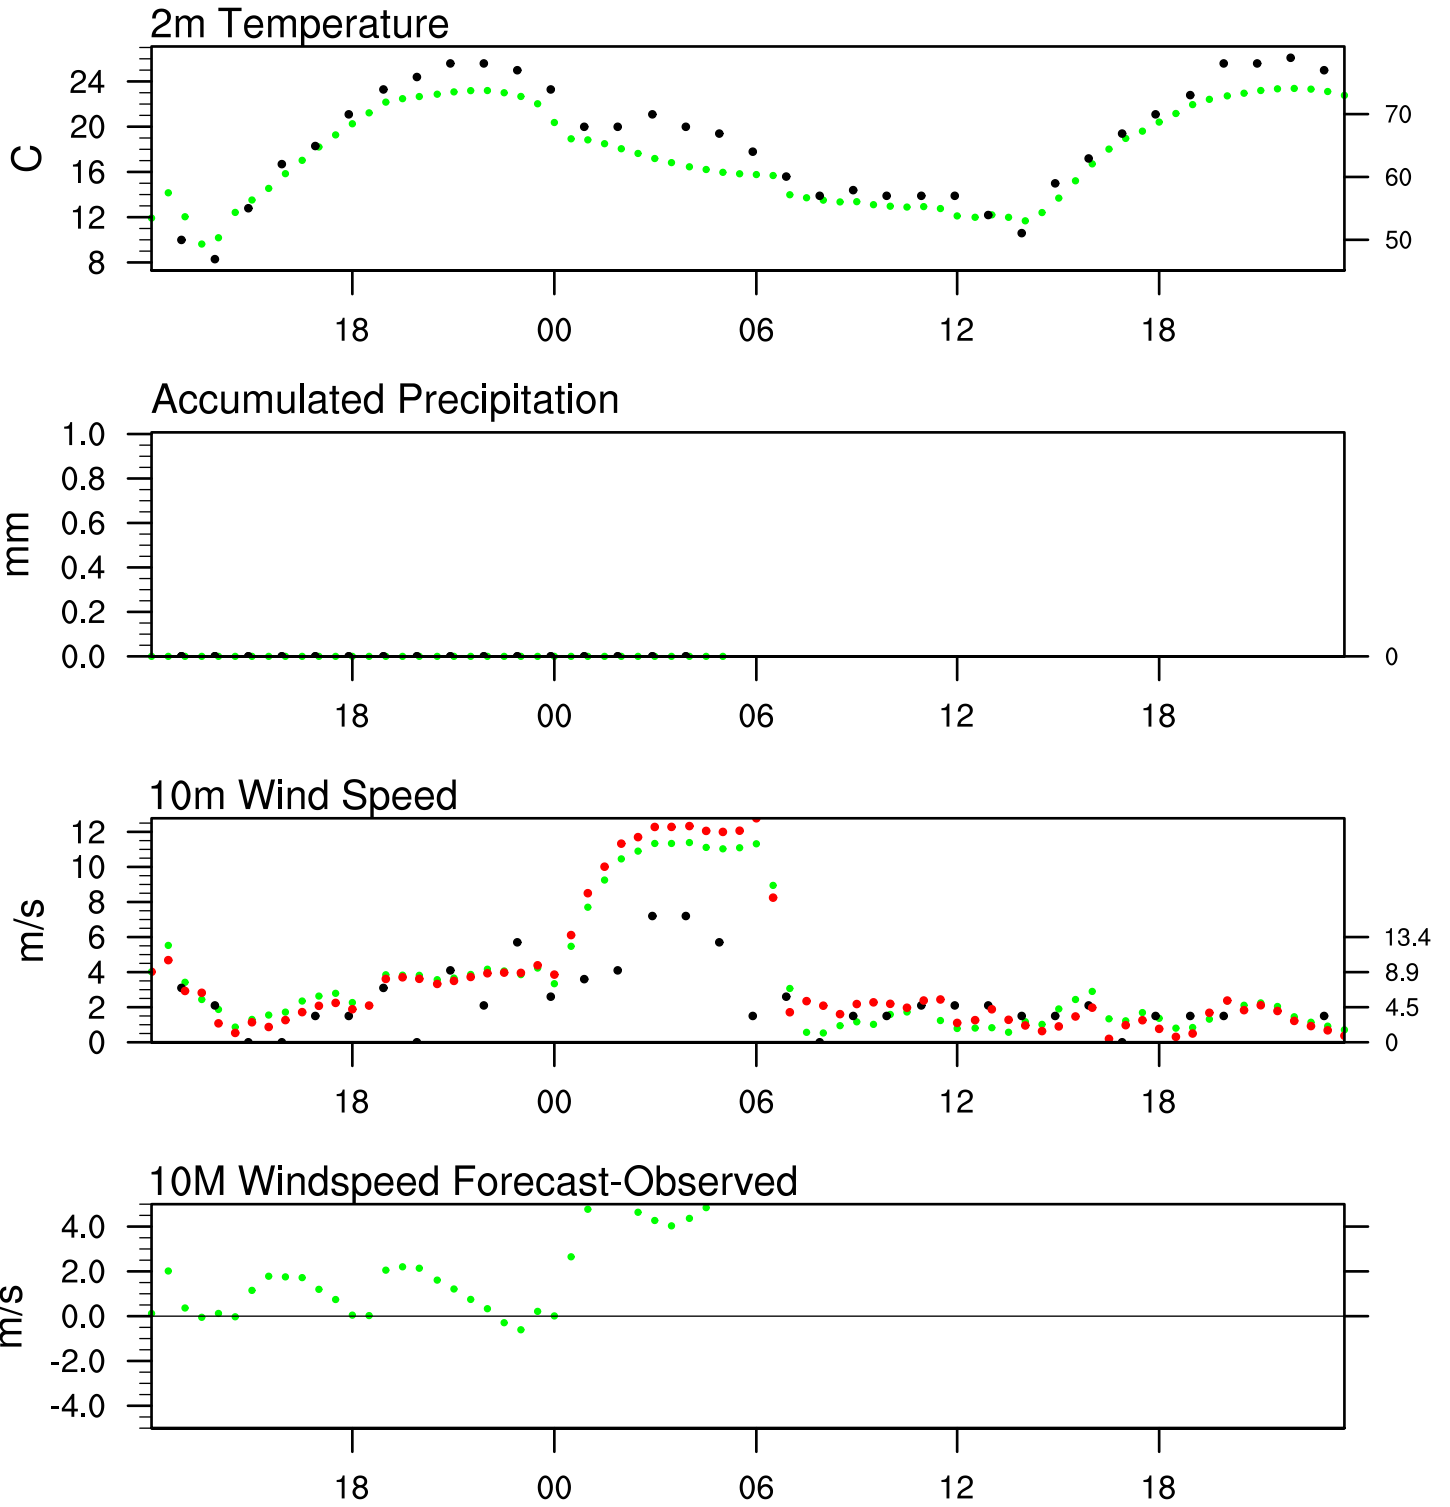 2m Temperature
C
24
20
16
12
8
70
60
50
18 00 06 12 18
Accumulated Precipitation
mm
1.0
0.8
0.6
0.4
0.2
0.0
0
18 00 06 12 18
10m Wind Speed
m/s
12
10
8
6
4
2
0
13.4
8.9
4.5
0
18 00 06 12 18
10M Windspeed Forecast-Observed
m/s
4.0
2.0
0.0
-2.0
-4.0
18 00 06 12 18